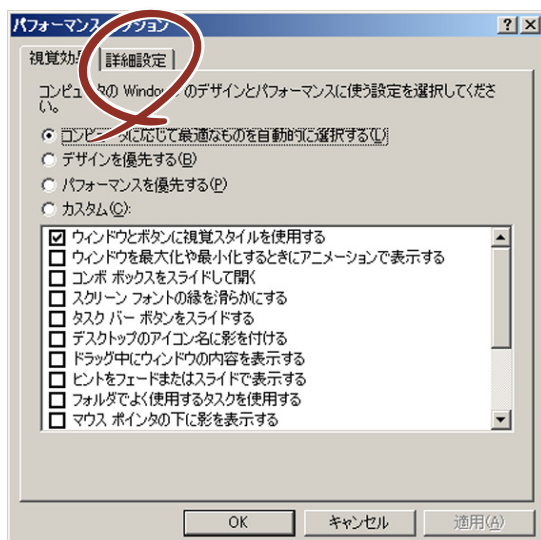 パフォーマンス オプション
視覚効果
詳細設定
コンピュータの Windows のデザインとパフォーマンスに使う設定を選択してくださ
い。
コンピュータに応じて最適なものを自動的に選択する(L)
デザインを優先する(B)
パフォーマンスを優先する(P)
カスタム(C):
ウィンドウとボタンに視覚スタイルを使用する
ウィンドウを最大化や最小化するときにアニメーションで表示する
コンボ ボックスをスライドして開く
スクリーン フォントの縁を滑らかにする
タスク バー ボタンをスライドする
デスクトップのアイコン名に影を付ける
ドラッグ中にウィンドウの内容を表示する
ヒントをフェードまたはスライドで表示する
フォルダでよく使用するタスクを使用する
マウス ポインタの下に影を表示する
OK
キャンセル
適用(A)